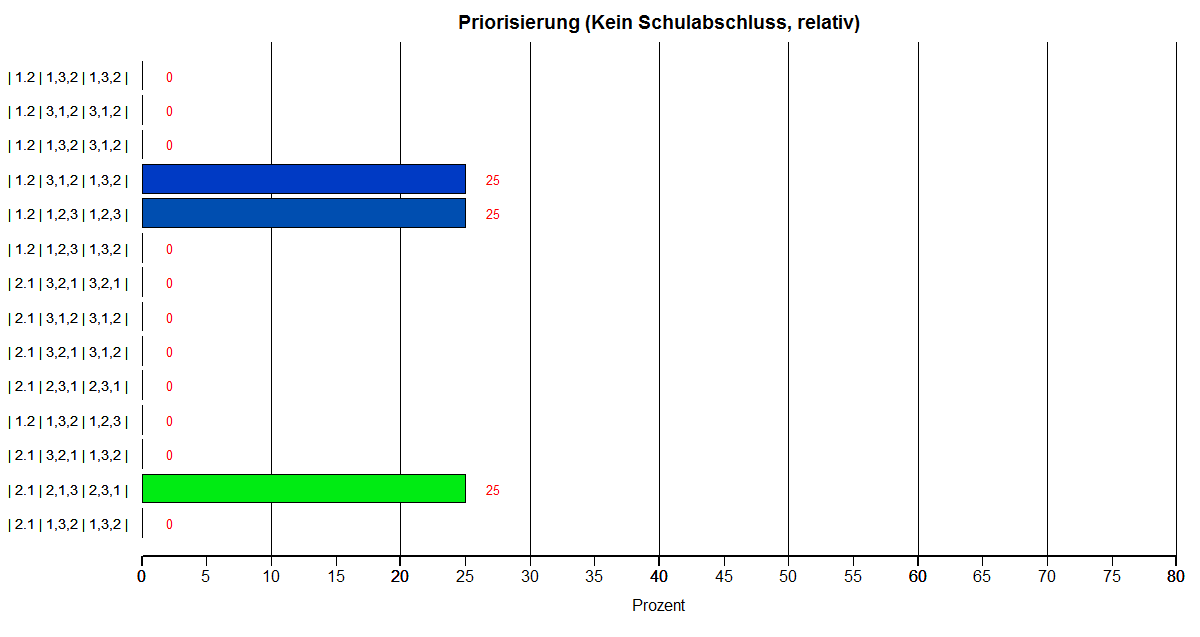 Priorisierung (Kein Schulabschluss, relativ)
| 1.2 | 1,3,2 | 1,3,2 | 0
| 1.2 | 3,1,2 | 3,1,2 | 0
| 1.2 | 1,3,2 | 3,1,2 | 0
| 1.2 | 3,1,2 | 1,3,2 | 25
| 1.2 | 1,2,3 | 1,2,3 | 25
| 1.2 | 1,2,3 | 1,3,2 | 0
| 2.1 | 3,2,1 | 3,2,1 | 0
| 2.1 | 3,1,2 | 3,1,2 | 0
| 2.1 | 3,2,1 | 3,1,2 | 0
| 2.1 | 2,3,1 | 2,3,1 | 0
| 1.2 | 1,3,2 | 1,2,3 | 0
| 2.1 | 3,2,1 | 1,3,2 | 0
| 2.1 | 2,1,3 | 2,3,1 | 25
| 2.1 | 1,3,2 | 1,3,2 | 0
0 5 10 15 20 25 30 35 40 45 50 55 60 65 70 75 80
Prozent